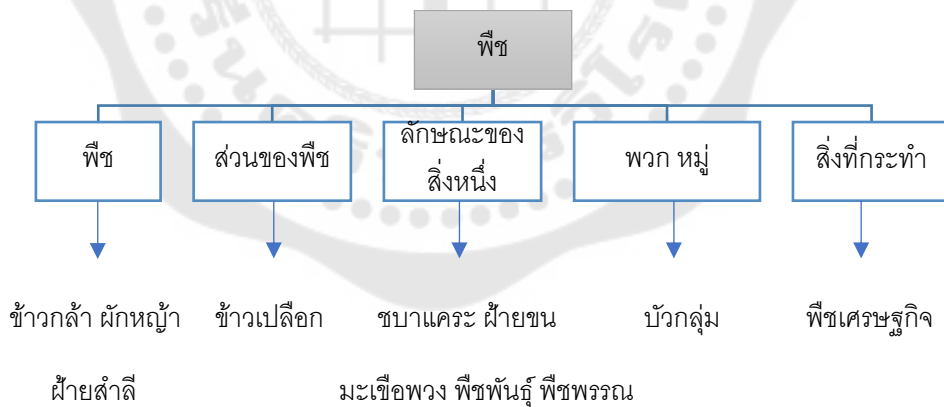 พืช
พืช
ส่วนของพืช
ลักษณะของ
สิ่งหนึ่ง
พวก หมู่
สิ่งที่กระทำ
ข้าวกล้า ผักหญ้า
ฝ้ายสำลี
ข้าวเปลือก
ชบาแคระ ฝ้ายขน
มะเขือพวง พืชพันธุ์ พืชพรรณ
บัวกลุ่ม
พืชเศรษฐกิจ